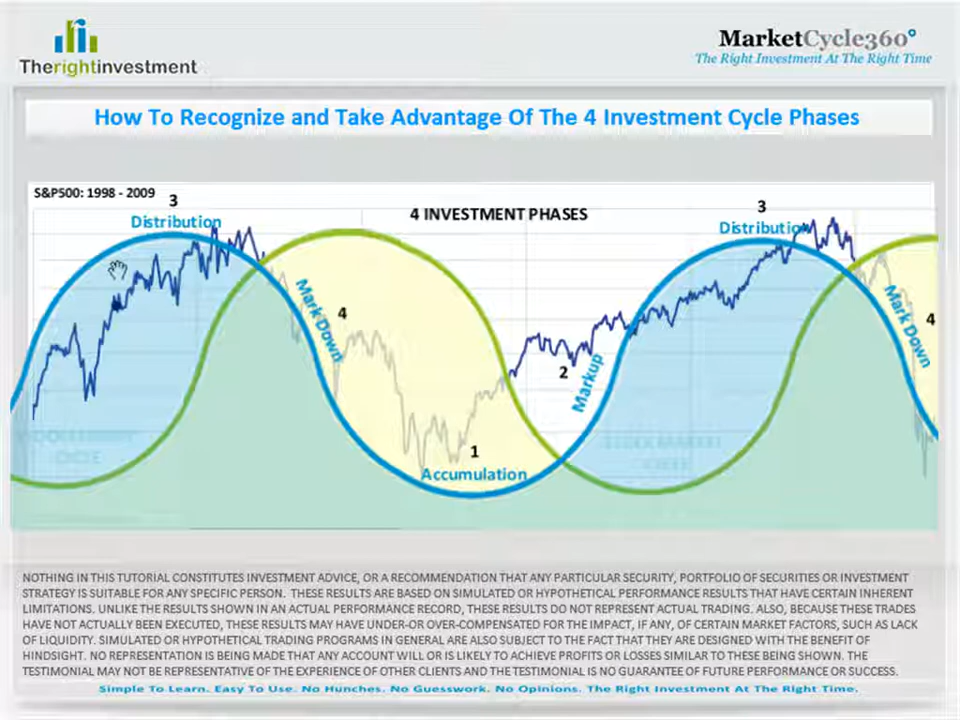 Therightinvestment
MarketCycle360°
The Right Investment At The Right Time
How To Recognize and Take Advantage Of The 4 Investment Cycle Phases
S&P500: 1998 - 2009
3
Distribution
4 INVESTMENT PHASES
3
Distribution
Mark Down
4
Mark Down
4
2
Markup
1
Accumulation
CYCLE
STOCK MARKET
CYCLE
NOTHING IN THIS TUTORIAL CONSTITUTES INVESTMENT ADVICE, OR A RECOMMENDATION THAT ANY PARTICULAR SECURITY, PORTFOLIO OF SECURITIES OR INVESTMENT
STRATEGY IS SUITABLE FOR ANY SPECIFIC PERSON. THESE RESULTS ARE BASED ON SIMULATED OR HYPOTHETICAL PERFORMANCE RESULTS THAT HAVE CERTAIN INHERENT
LIMITATIONS. UNLIKE THE RESULTS SHOWN IN AN ACTUAL PERFORMANCE RECORD, THESE RESULTS DO NOT REPRESENT ACTUAL TRADING. ALSO, BECAUSE THESE TRADES
HAVE NOT ACTUALLY BEEN EXECUTED, THESE RESULTS MAY HAVE UNDER-OR OVER-COMPENSATED FOR THE IMPACT, IF ANY, OF CERTAIN MARKET FACTORS, SUCH AS LACK
OF LIQUIDITY. SIMULATED OR HYPOTHETICAL TRADING PROGRAMS IN GENERAL ARE ALSO SUBJECT TO THE FACT THAT THEY ARE DESIGNED WITH THE BENEFIT OF
HINDSIGHT. NO REPRESENTATION IS BEING MADE THAT ANY ACCOUNT WILL OR IS LIKELY TO ACHIEVE PROFITS OR LOSSES SIMILAR TO THESE BEING SHOWN. THE
TESTIMONIAL MAY NOT BE REPRESENTATIVE OF THE EXPERIENCE OF OTHER CLIENTS AND THE TESTIMONIAL IS NO GUARANTEE OF FUTURE PERFORMANCE OR SUCCESS.
Simple To Learn. Easy To Use. No Hunches. No Guesswork. No Opinions. The Right Investment At The Right Time.